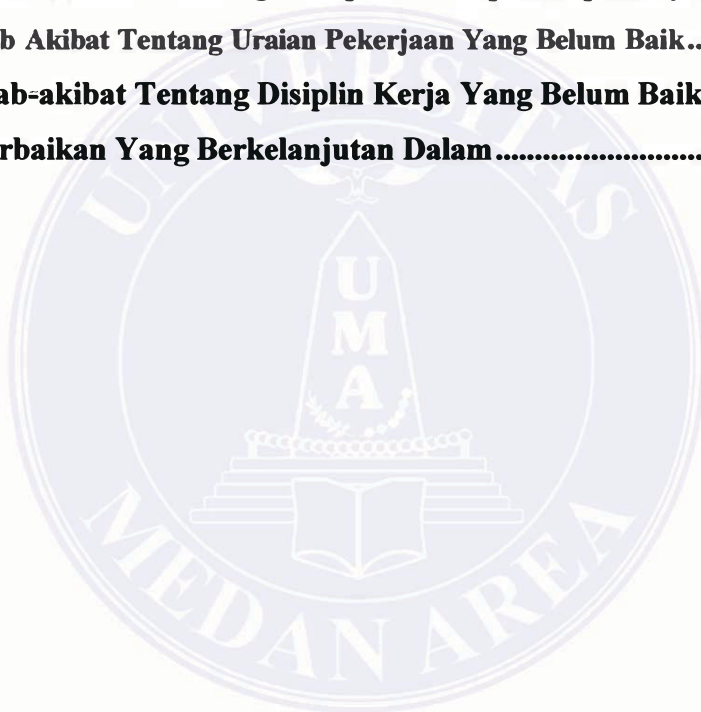 b Akibat Tentang Uraian Pekerjaan Yang Belum Baik..
ab-akibat Tentang Disiplin Kerja Yang Belum Baik
rbaikan Yang Berkelanjutan Dalam............................
UNIVERSITAS
UMA
MEDAN AREA